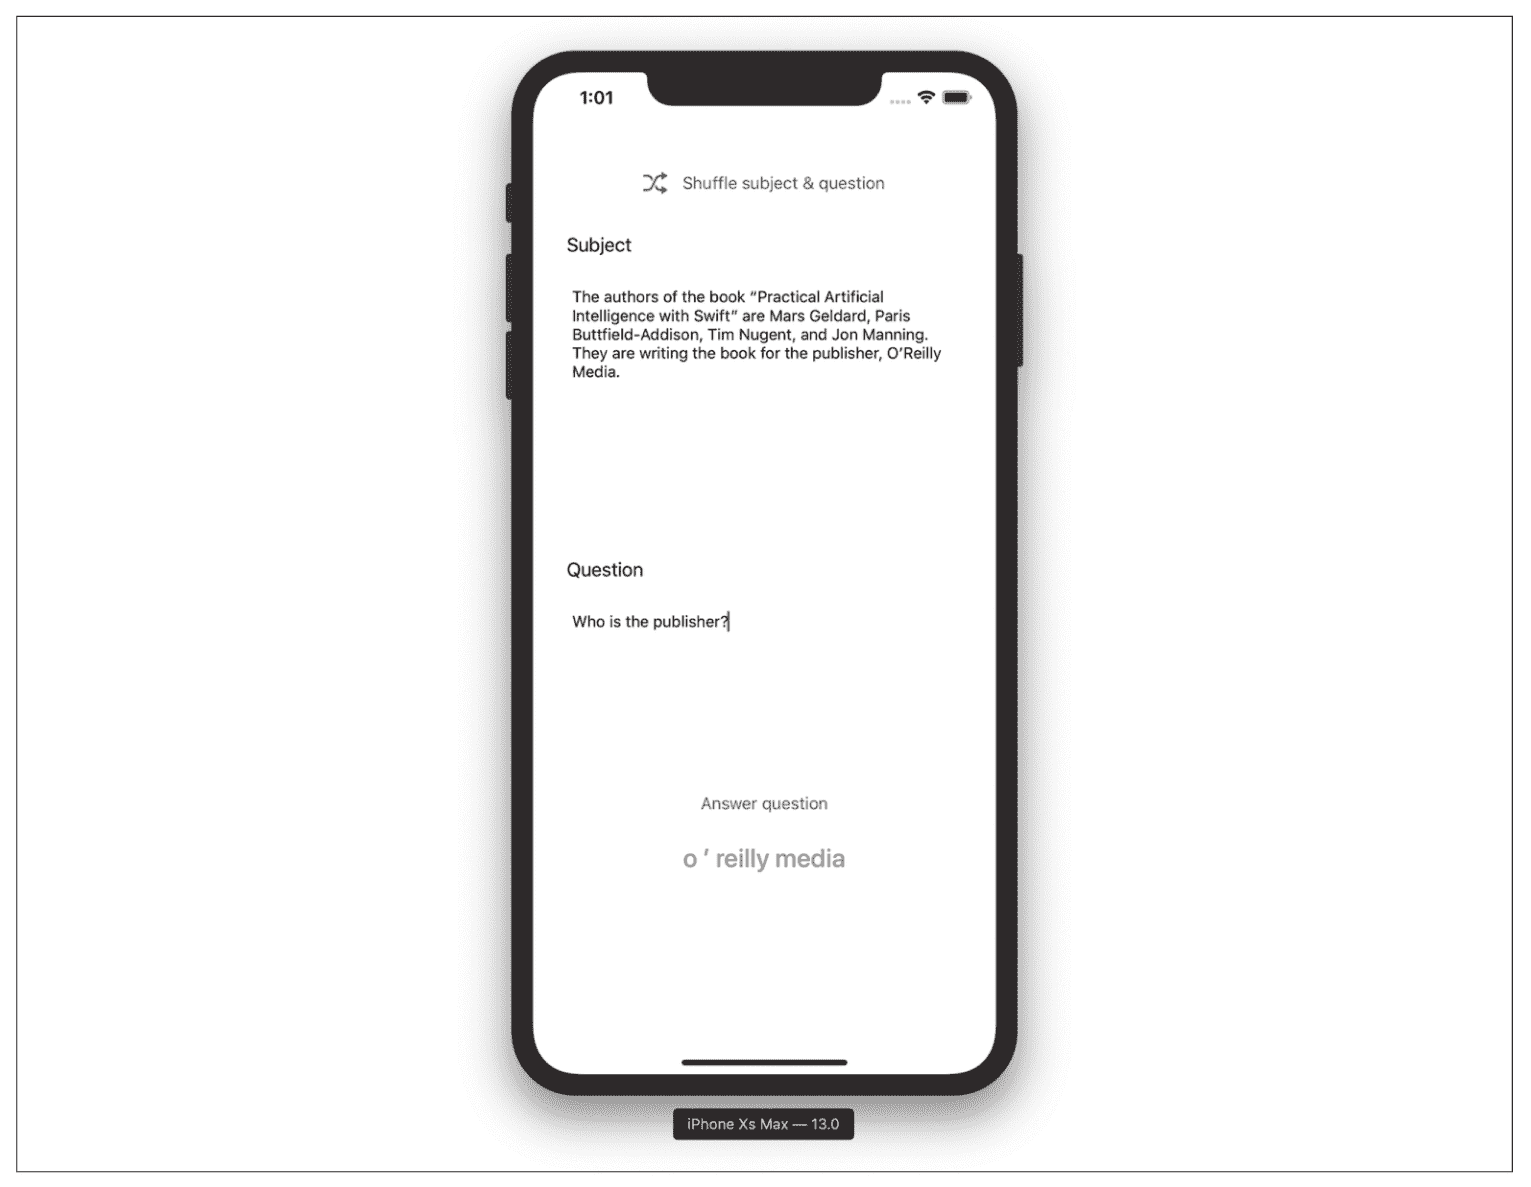 1:01
Shuffle subject & question
Subject
The authors of the book “Practical Artificial
Intelligence with Swift” are Mars Geldard, Paris
Buttfield-Addison, Tim Nugent, and Jon Manning.
They are writing the book for the publisher, O’Reilly
Media.
Question
Who is the publisher?
Answer question
o ’ reilly media
iPhone Xs Max — 13.0